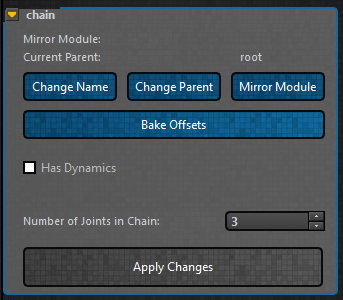 chain
Mirror Module:
Current Parent: root
Change Name Change Parent Mirror Module
Bake Offsets
Has Dynamics
Number of Joints in Chain: 3
Apply Changes